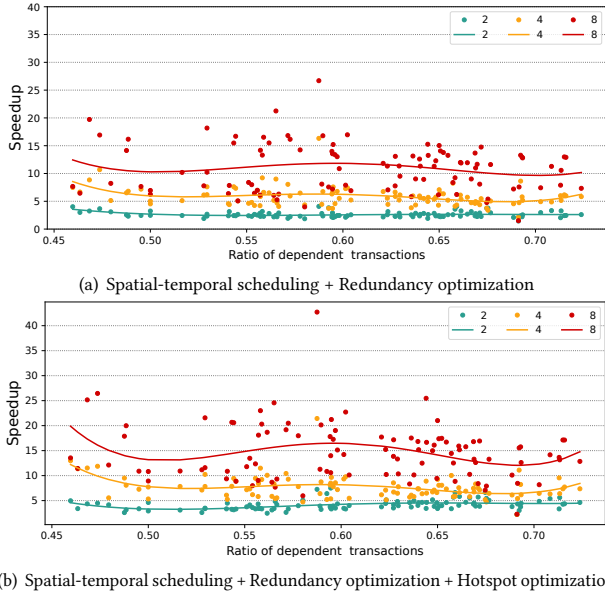 40
35
30
25
20
15
10
5
0
Speedup
2 4 8
2 4 8
0.45 0.50 0.55 0.60 0.65 0.70
Ratio of dependent transactions
(a) Spatial-temporal scheduling + Redundancy optimization
40
35
30
25
20
15
10
5
Speedup
2 4 8
2 4 8
0.45 0.50 0.55 0.60 0.65 0.70
Ratio of dependent transactions
(b) Spatial-temporal scheduling + Redundancy optimization + Hotspot optimizatio